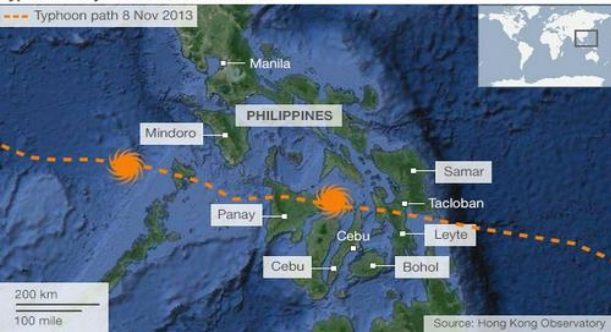 Typhoon path 8 Nov 2013
Manila
PHILIPPINES
Mindoro
Samar
Tacloban
Panay
Leyte
Cebu
Cebu
Bohol
200 km
100 mile
Source: Hong Kong Observatory